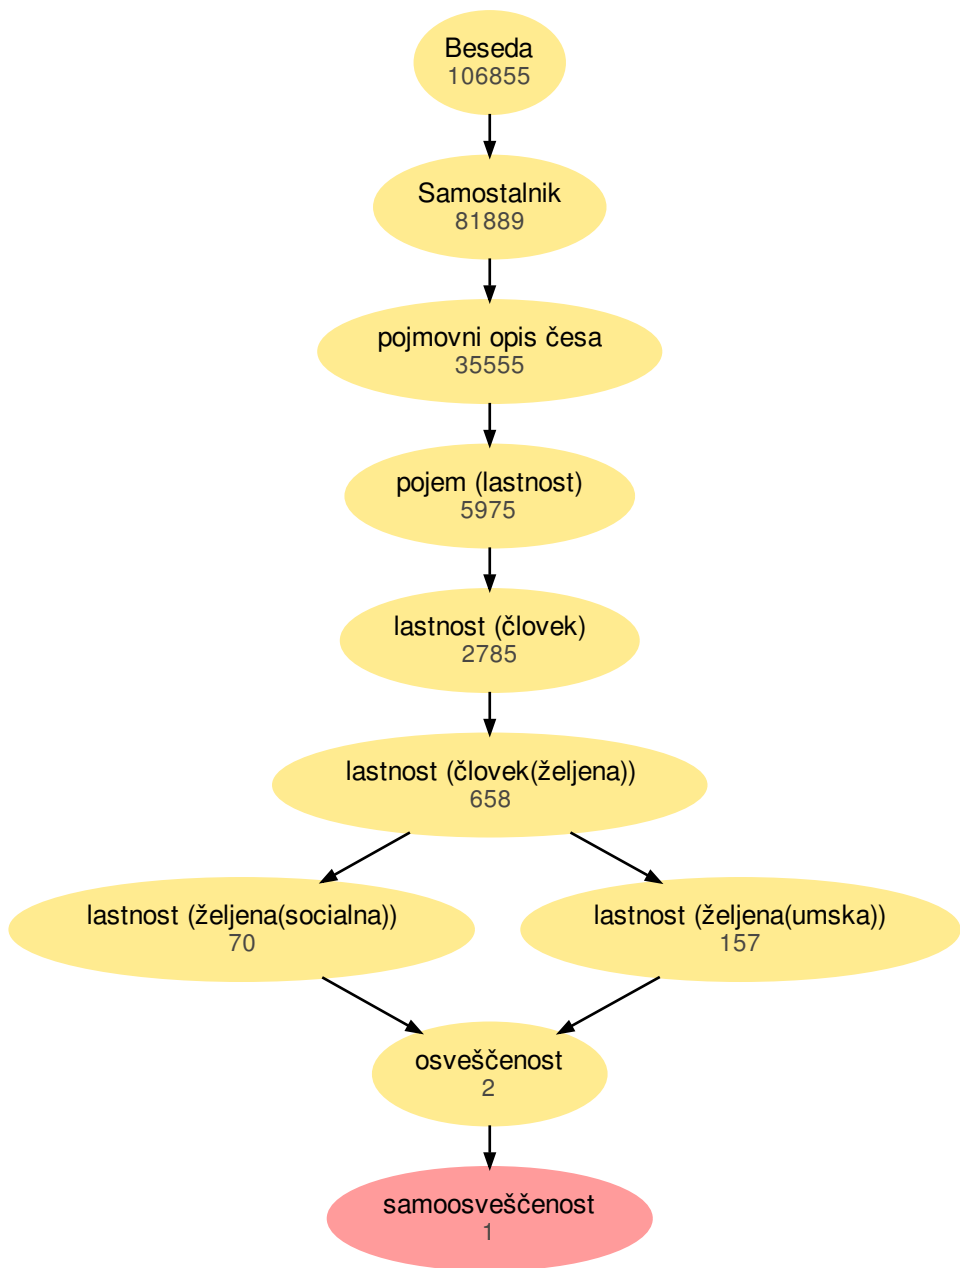 Beseda
106855
Samostalnik
81889
pojmovni opis česa
35555
pojem (lastnost)
5975
lastnost (človek)
2785
lastnost (človek(željena))
658
lastnost (željena(socialna))
70
lastnost (željena(umska))
157
osveščenost
2
samoosveščenost
1